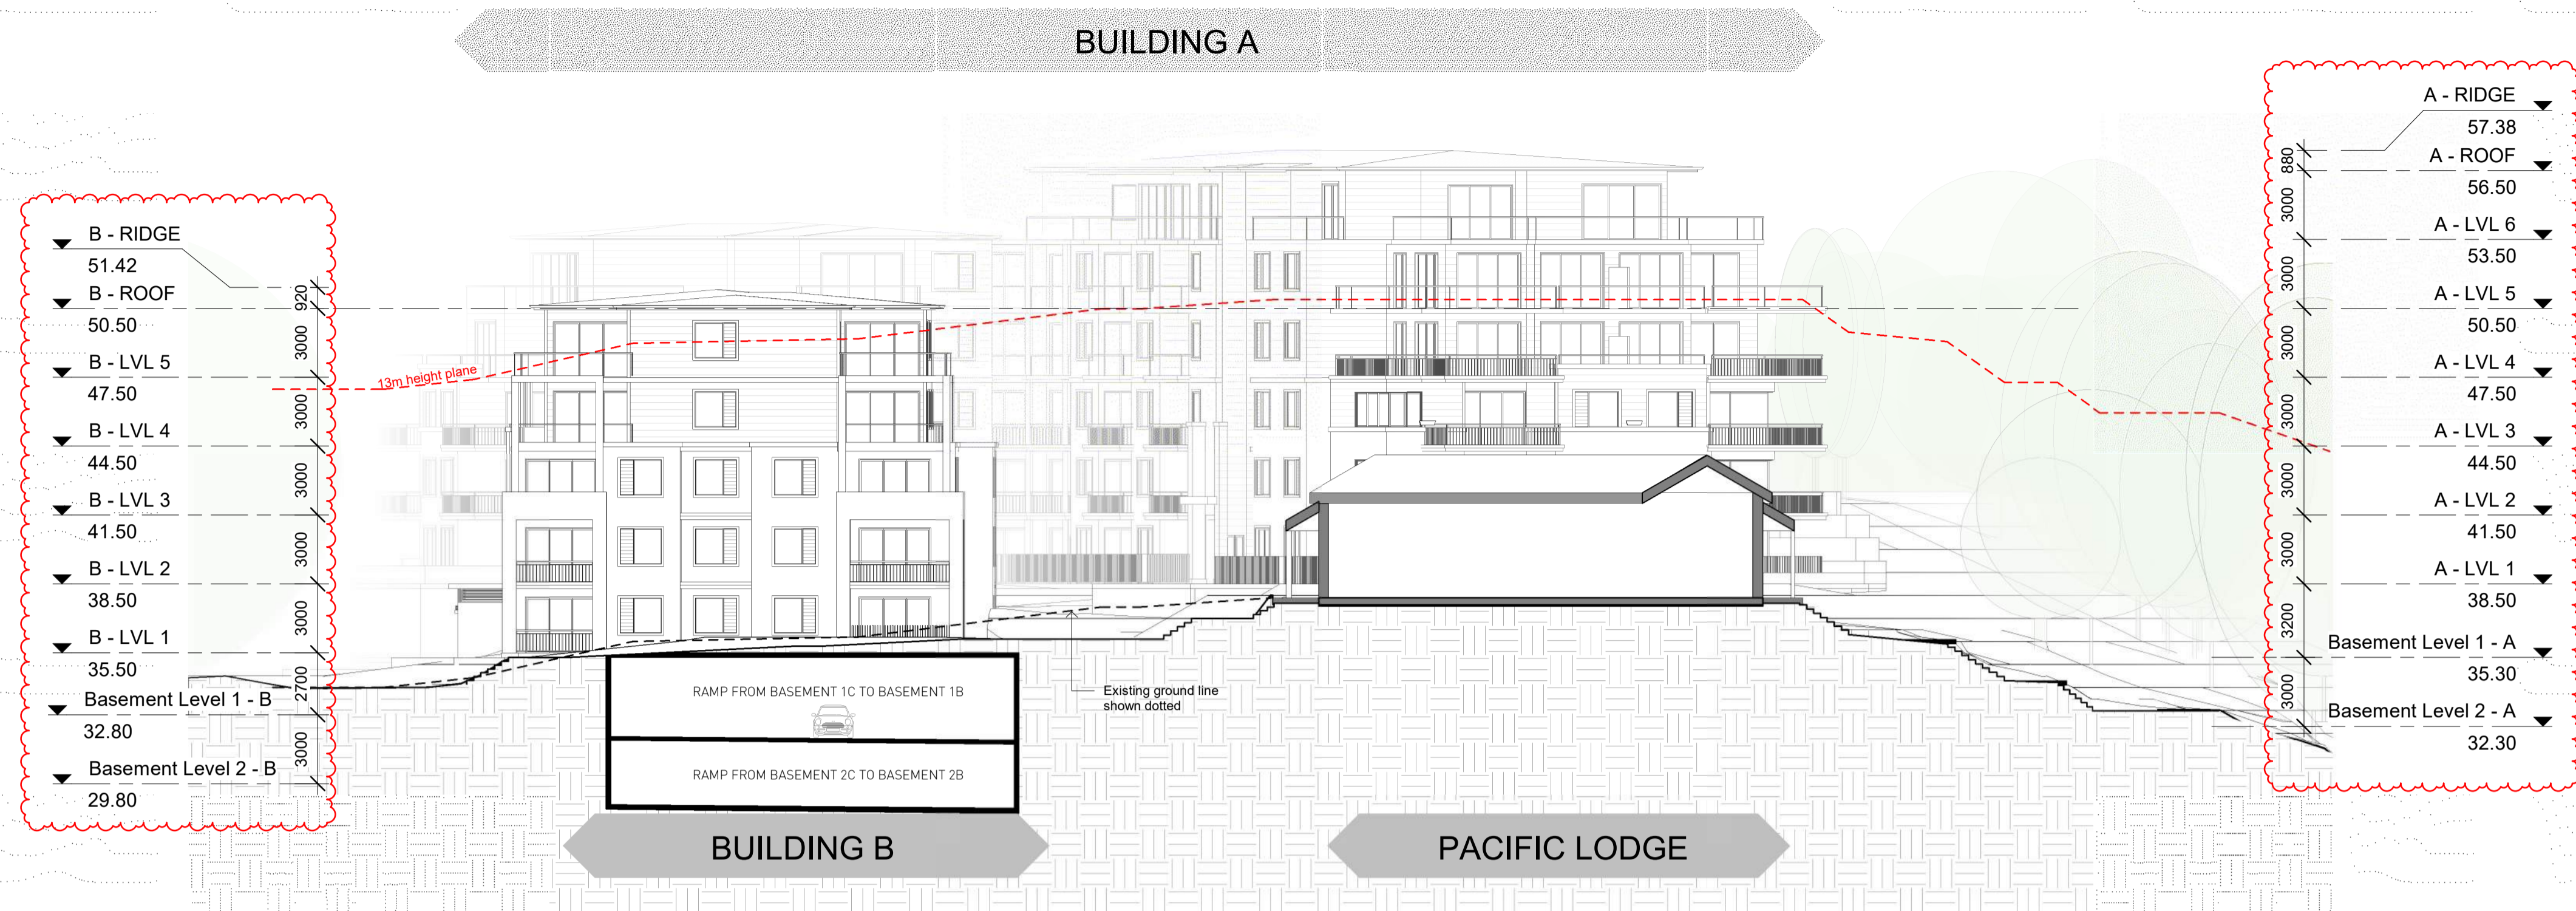 BUILDING A
B - RIDGE
51.42
B - ROOF
50.50
B - LVL 5
47.50
B - LVL 4
44.50
B - LVL 3
41.50
B - LVL 2
38.50
B - LVL 1
35.50
Basement Level 1 - B
32.80
Basement Level 2 - B
29.80
920
3000
3000
3000
3000
3000
2700
3000
13m height plane
RAMP FROM BASEMENT 1C TO BASEMENT 1B
RAMP FROM BASEMENT 2C TO BASEMENT 2B
Existing ground line
shown dotted
BUILDING B
PACIFIC LODGE
880
3000
3000
3000
3000
3000
3000
3200
3000
A - RIDGE
57.38
A - ROOF
56.50
A - LVL 6
53.50
A - LVL 5
50.50
A - LVL 4
47.50
A - LVL 3
44.50
A - LVL 2
41.50
A - LVL 1
38.50
Basement Level 1 - A
35.30
Basement Level 2 - A
32.30